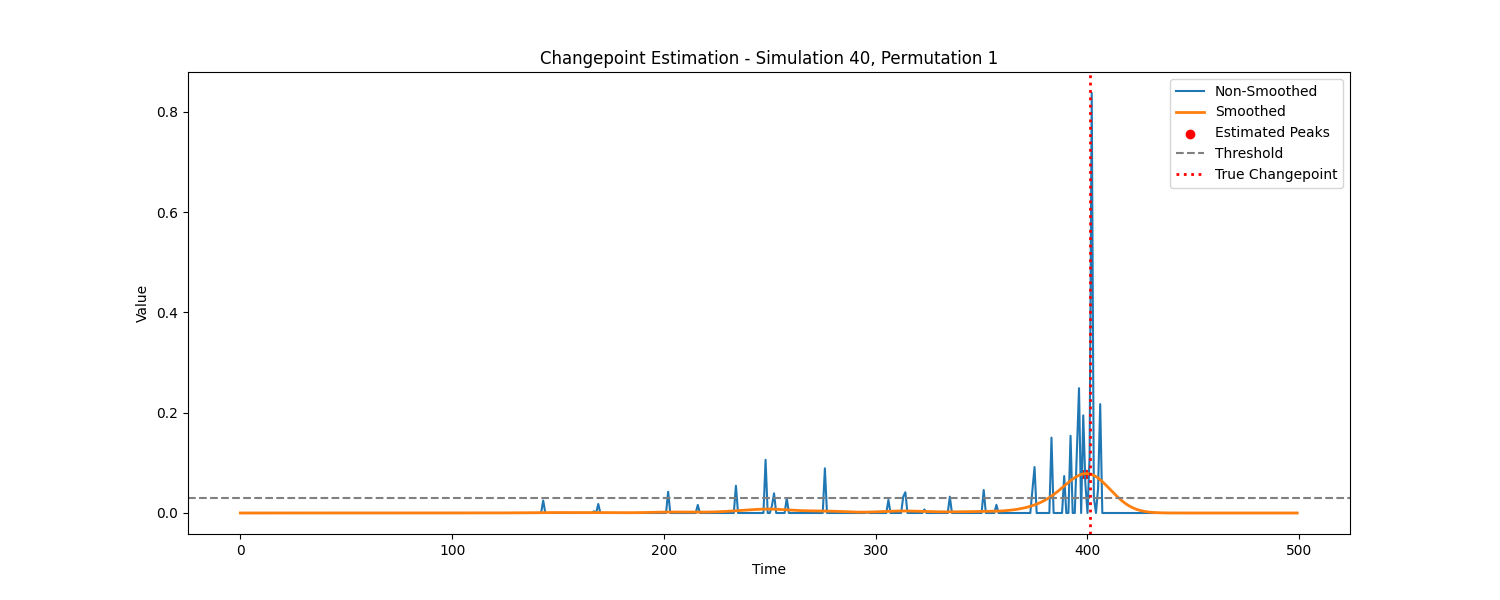 Changepoint Estimation - Simulation 40, Permutation 1
Non-Smoothed
Smoothed
Estimated Peaks
Threshold
True Changepoint
0.8
0.6
0.4
0.2
0.0
Value
0
100
200
300
400
500
Time